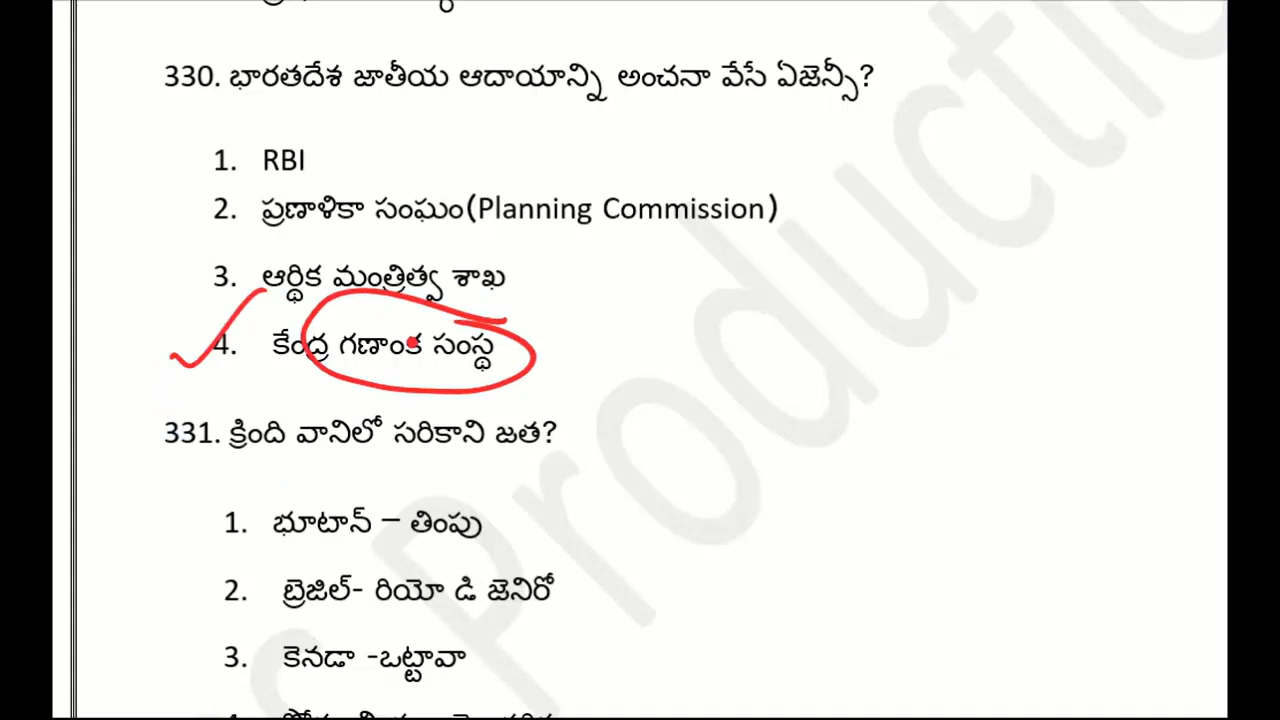 330. భారతదేశ జాతీయ ఆదాయాన్ని అంచనా వేసే ఏజెన్సీ?
1. RBI
2. ప్రణాళికా సంఘం(Planning Commission)
3. ఆర్థిక మంత్రిత్వ శాఖ
4. కేంద్ర గణాంక సంస్థ
331. క్రింది వానిలో సరికాని జత?
1. భూటాన్ – తింపు
2. బ్రెజిల్- రియో డి జెనిరో
3. కెనడా -ఒట్టావా
Productio